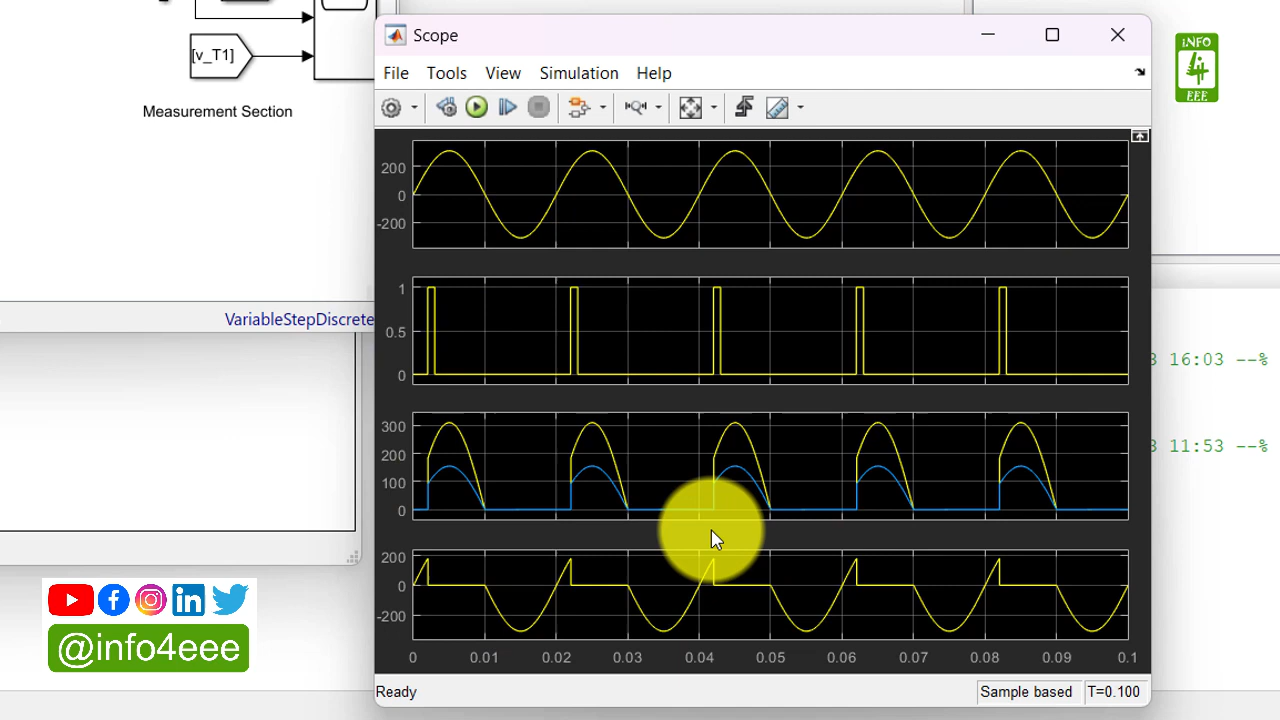 [v_T1]
Measurement Section
VariableStepDiscrete
Scope
File Tools View Simulation Help
200
0
-200
1
0.5
0
300
200
100
0
200
0
-200
0 0.01 0.02 0.03 0.04 0.05 0.06 0.07 0.08 0.09 0.1
Ready
Sample based T=0.100
16:03 --%
11:53 --%
iNFO
4
EEE
@info4eee